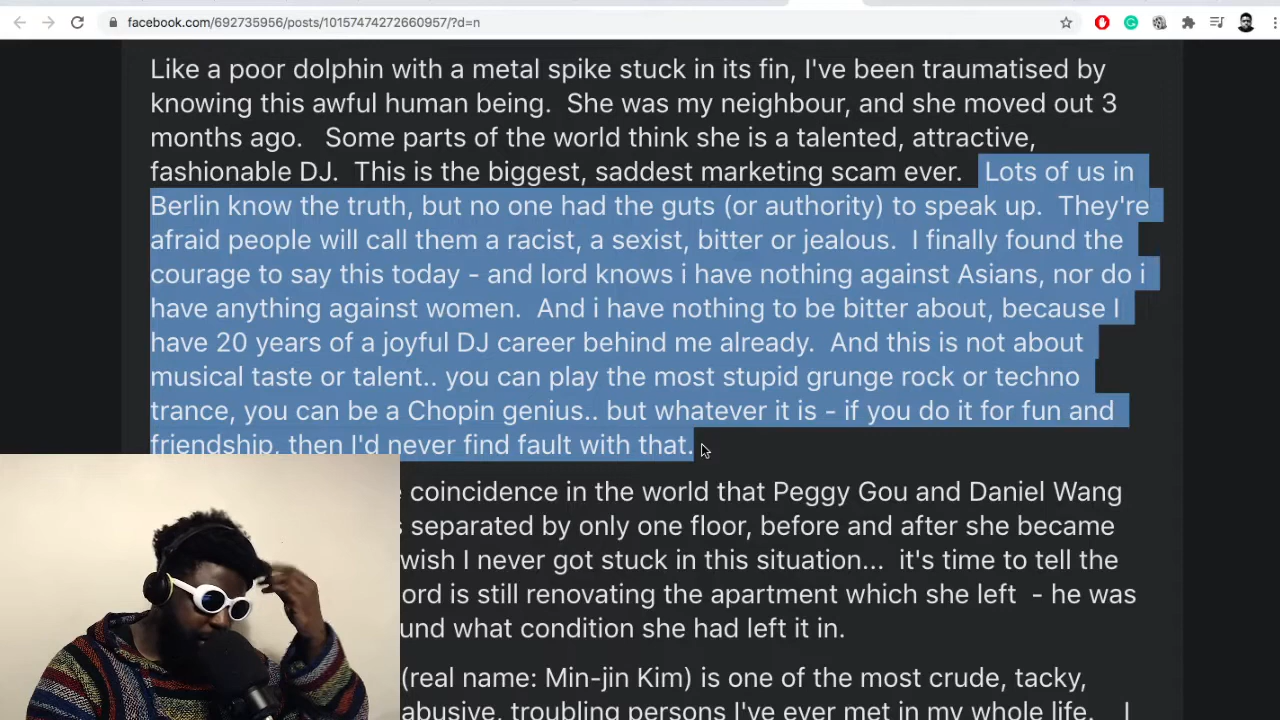 facebook.com/692735956/posts/10157474272660957/?d=n
Like a poor dolphin with a metal spike stuck in its fin, I've been traumatised by
knowing this awful human being. She was my neighbour, and she moved out 3
months ago. Some parts of the world think she is a talented, attractive,
fashionable DJ. This is the biggest, saddest marketing scam ever. Lots of us in
Berlin know the truth, but no one had the guts (or authority) to speak up. They're
afraid people will call them a racist, a sexist, bitter or jealous. I finally found the
courage to say this today - and lord knows i have nothing against Asians, nor do i
have anything against women. And i have nothing to be bitter about, because I
have 20 years of a joyful DJ career behind me already. And this is not about
musical taste or talent.. you can play the most stupid grunge rock or techno
trance, you can be a Chopin genius.. but whatever it is - if you do it for fun and
friendship, then I'd never find fault with that.
coincidence in the world that Peggy Gou and Daniel Wang
separated by only one floor, before and after she became
wish I never got stuck in this situation... it's time to tell the
ord is still renovating the apartment which she left - he was
und what condition she had left it in.
(real name: Min-jin Kim) is one of the most crude, tacky,
abusive, troubling persons I've ever met in my whole life. I